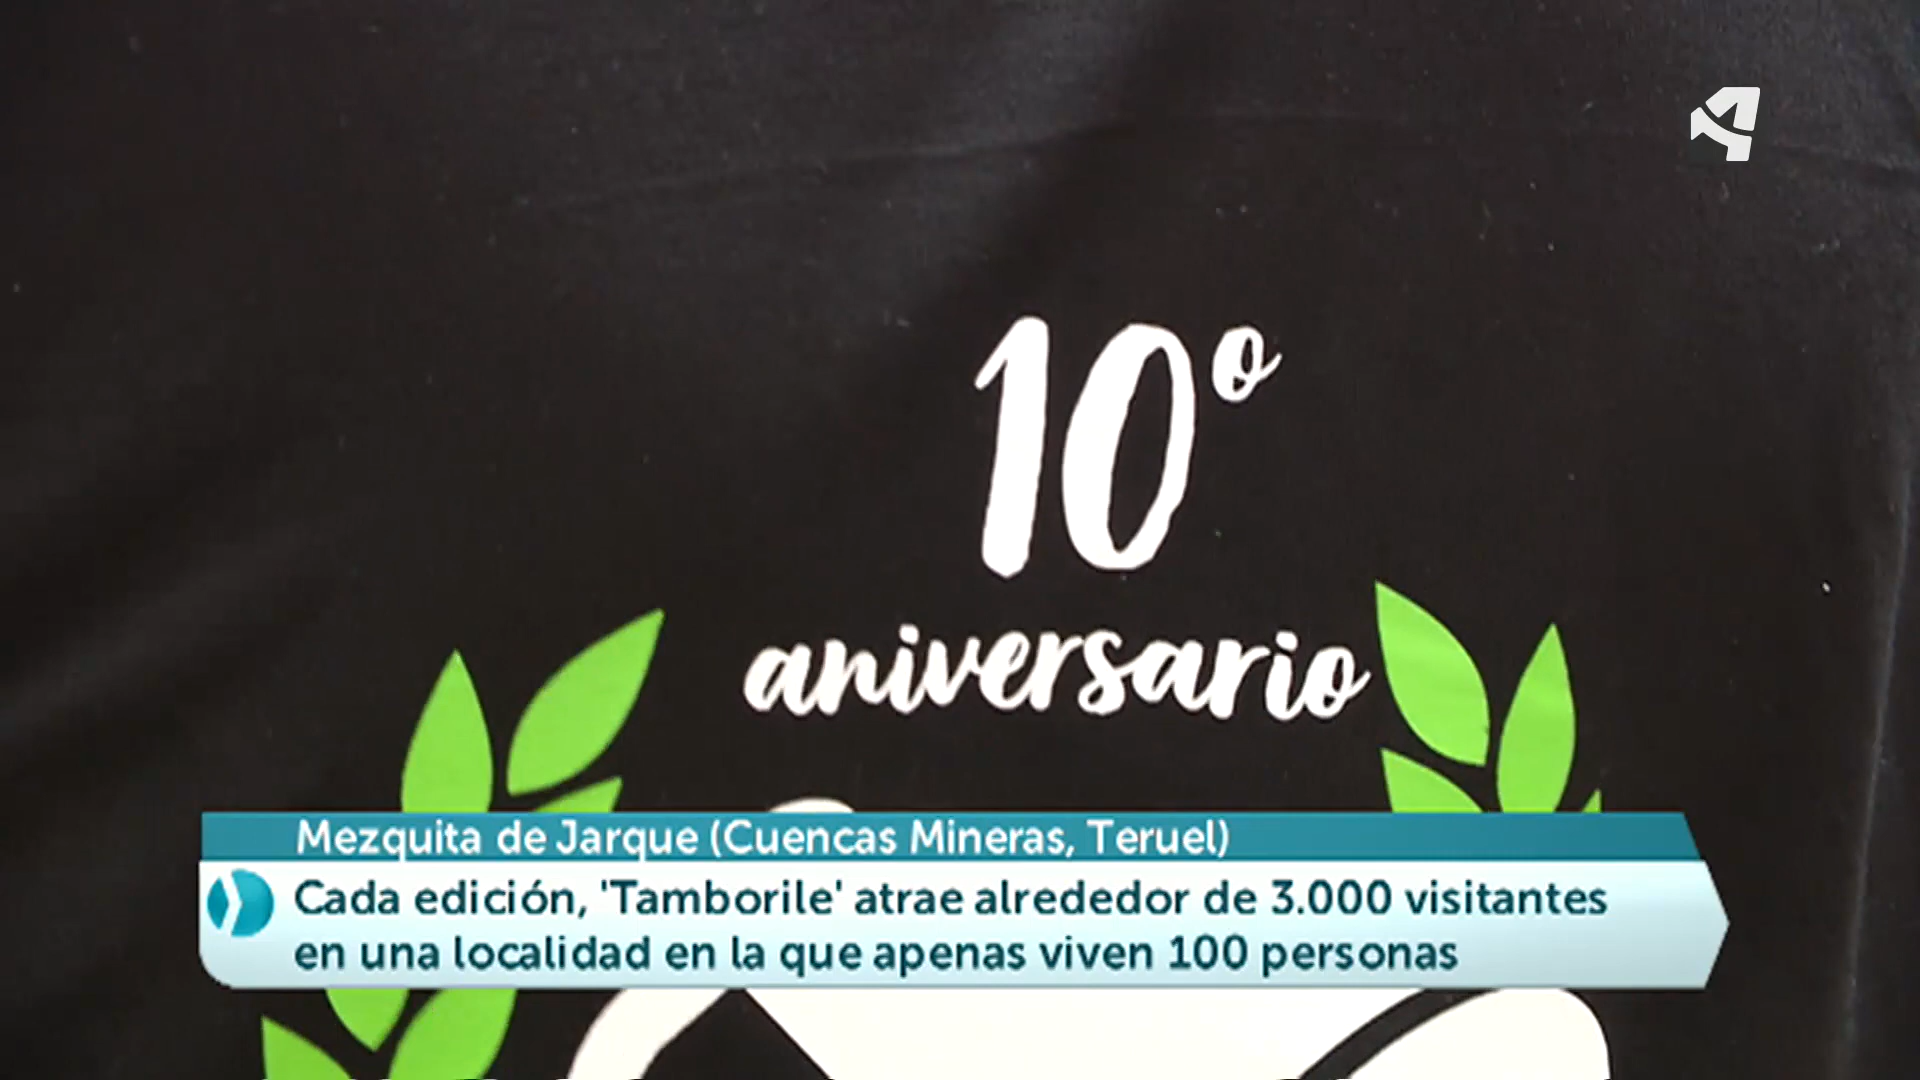 10º
aniversario
Mezquita de Jarque (Cuencas Mineras, Teruel)
Cada edición, 'Tamborile' atrae alrededor de 3.000 visitantes
en una localidad en la que apenas viven 100 personas